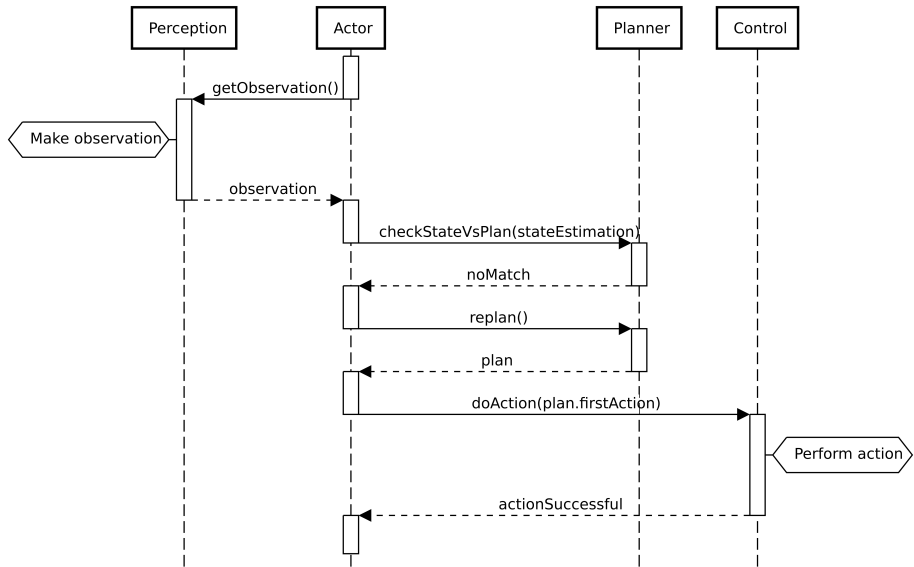 Perception
Actor
Planner
Control
getObservation()
Make observation
observation
checkStateVsPlan(stateEstimation)
noMatch
replan()
plan
doAction(plan.firstAction)
Perform action
actionSuccessful